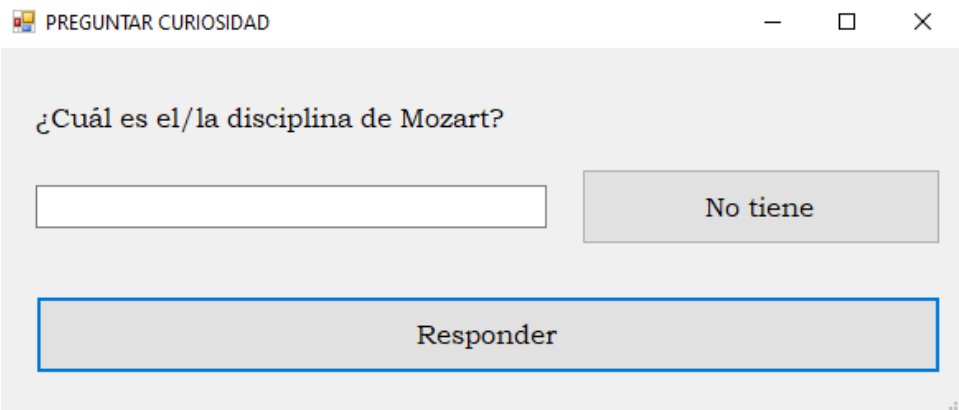 PREGUNTAR CURIOSIDAD
¿Cuál es el/la disciplina de Mozart?
No tiene
Responder